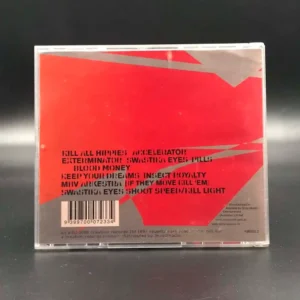 KILL ALL HIPPIES ACCELERATOR
EXTERMINATOR SWASTIKA EYES PILLS
BLOOD MONEY
KEEP YOUR DREAMS INSECT ROYALTY
MBV ARKESTRA (IF THEY MOVE KILL 'EM)
SWASTIKA EYES SHOOT SPEED/KILL LIGHT